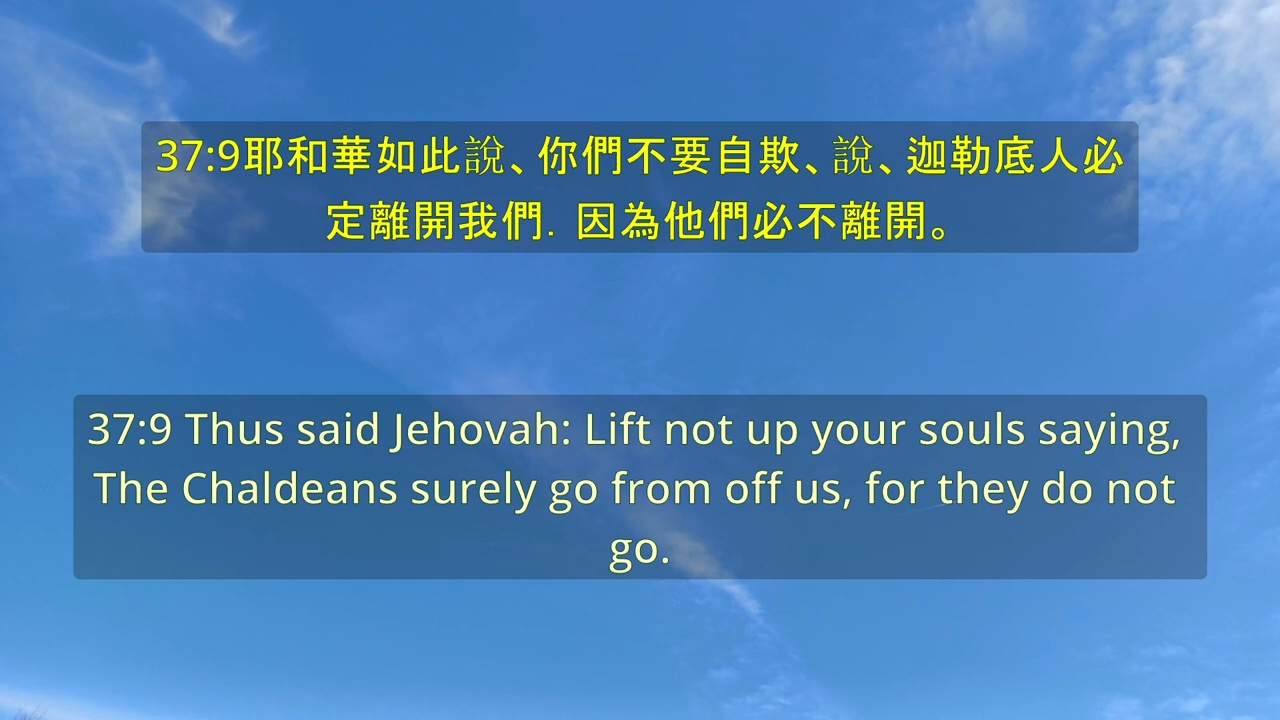 37:9耶和華如此說、你們不要自欺、說、迦勒底人必
定離開我們. 因為他們必不離開。
37:9 Thus said Jehovah: Lift not up your souls saying,
The Chaldeans surely go from off us, for they do not
go.